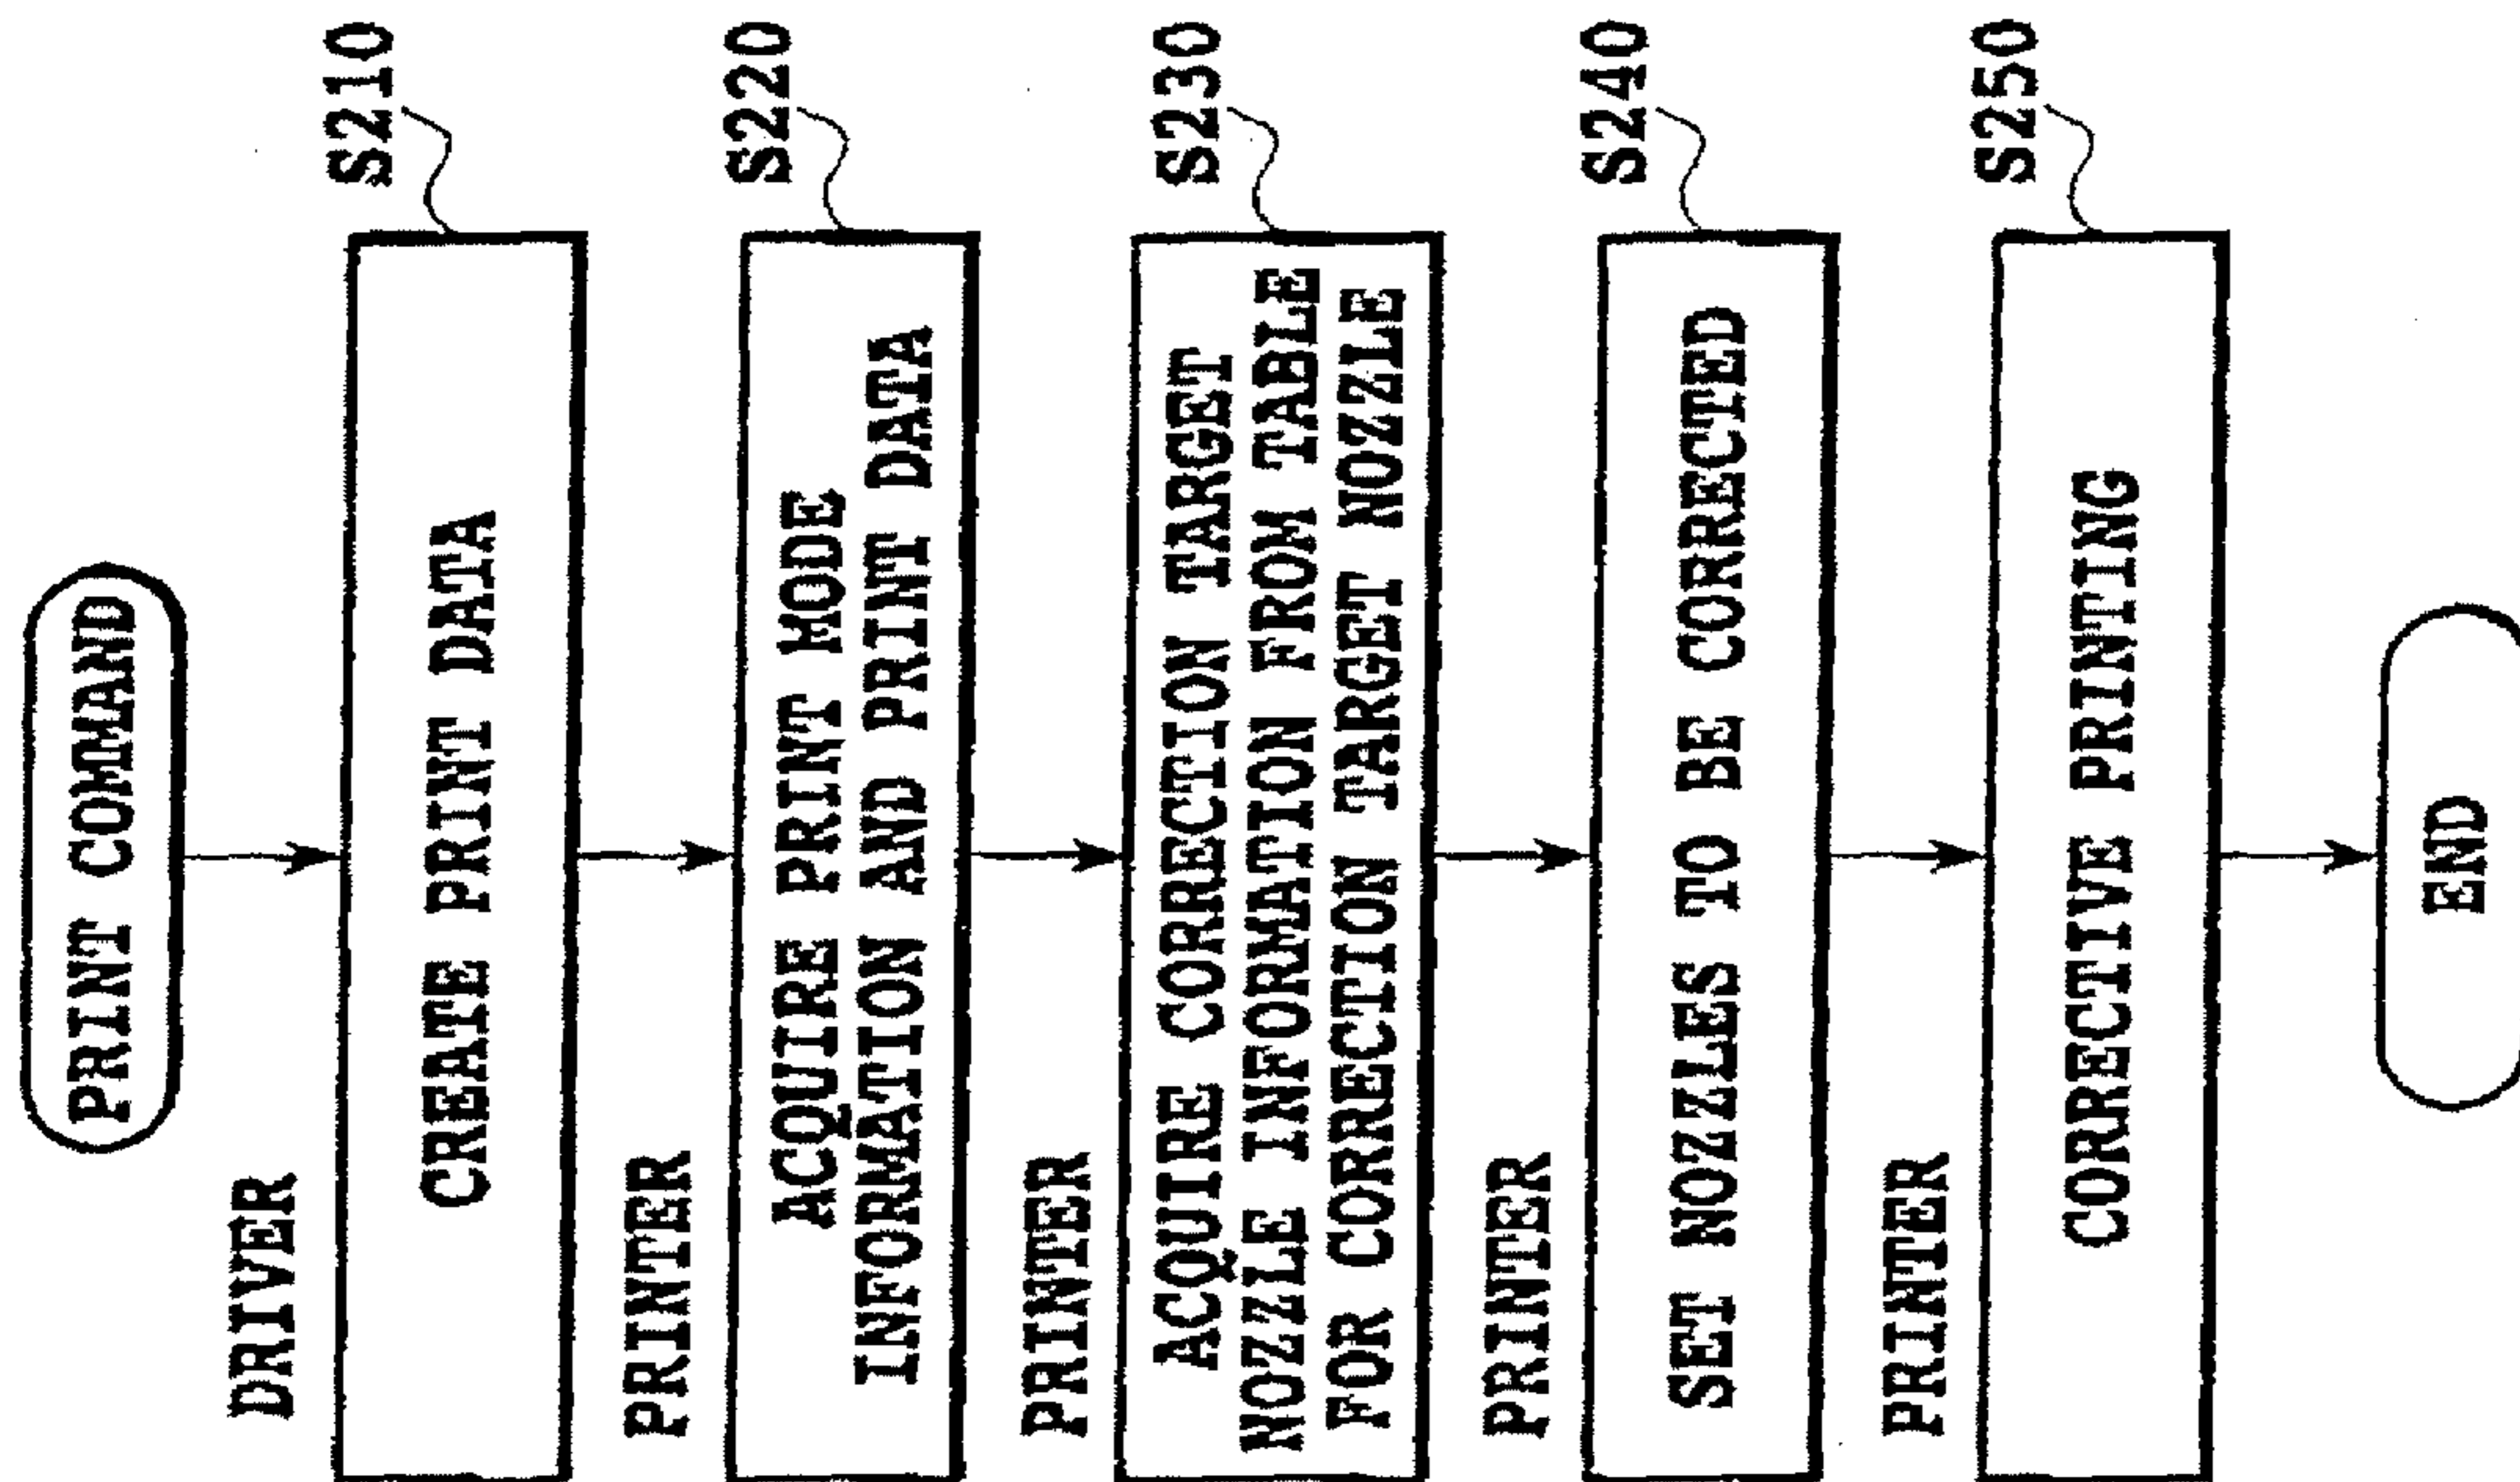 PRINT COMMAND
DRIVER
S210
CREATE PRINT DATA
PRINTER
S220
ACQUIRE PRINT MODE
INFORMATION AND PRINT DATA
PRINTER
S230
ACQUIRE CORRECTION TARGET
NOZZLE INFORMATION FROM TABLE
FOR CORRECTION TARGET NOZZLE
PRINTER
S240
SET NOZZLES TO BE CORRECTED
PRINTER
S250
CORRECTIVE PRINTING
END